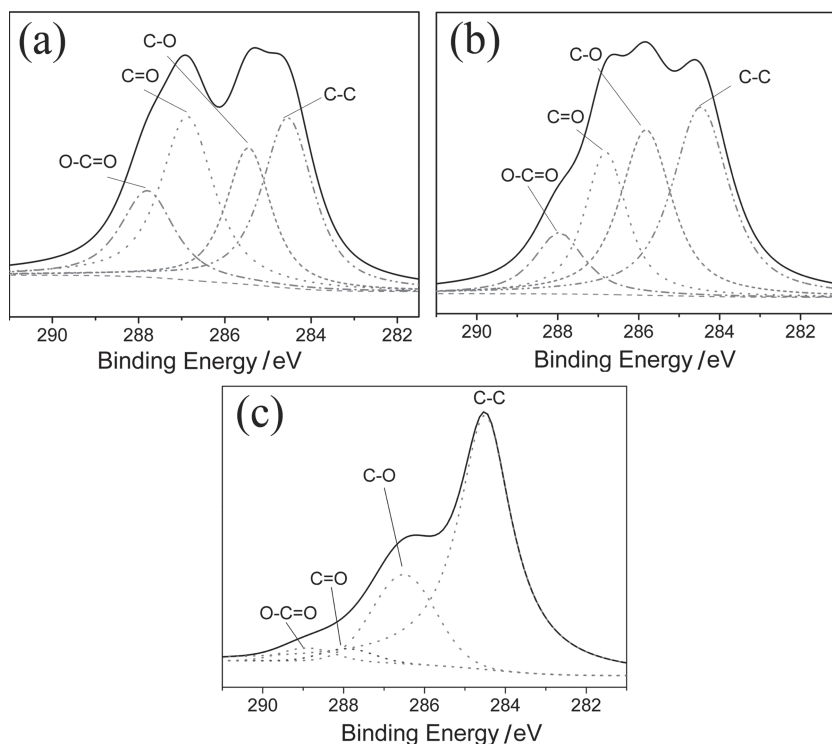 (a)
C-O
C=O
C-C
O-C=O
290 288 286 284 282
Binding Energy /eV
(b)
C-O
C-C
C=O
O-C=O
290 288 286 284 282
Binding Energy /eV
(c)
C-C
C-O
C=O
O-C=O
290 288 286 284 282
Binding Energy /eV